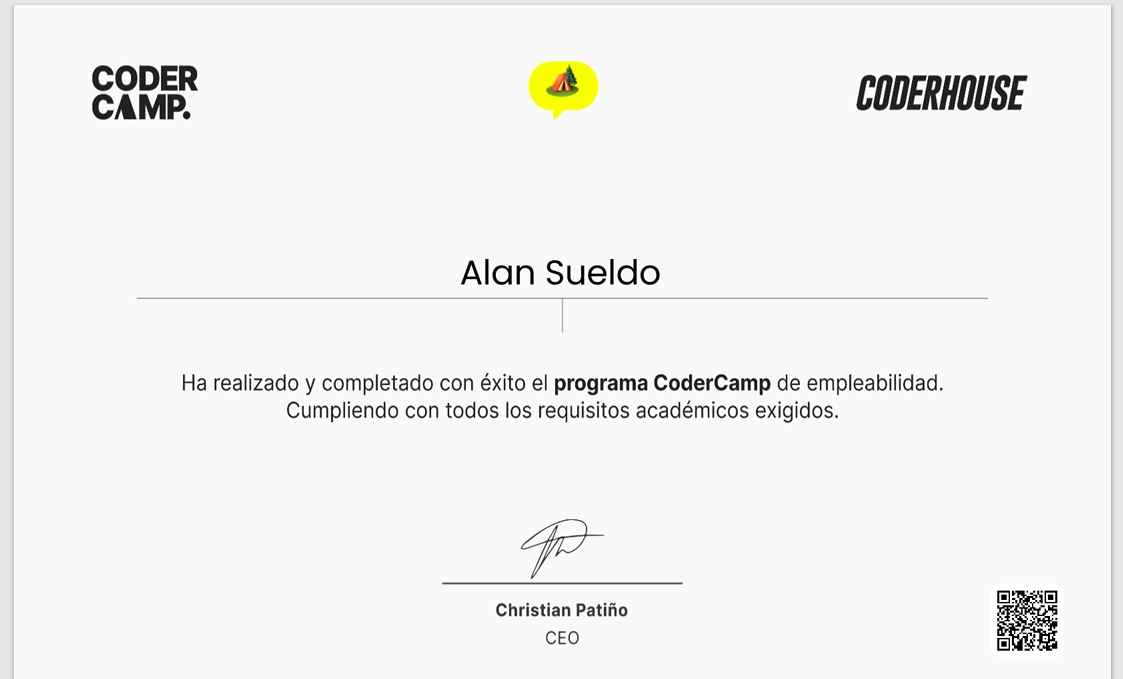 CODER
CAMP.
CODERHOUSE
Alan Sueldo
Ha realizado y completado con éxito el programa CoderCamp de empleabilidad.
Cumpliendo con todos los requisitos académicos exigidos.
Christian Patiño
CEO